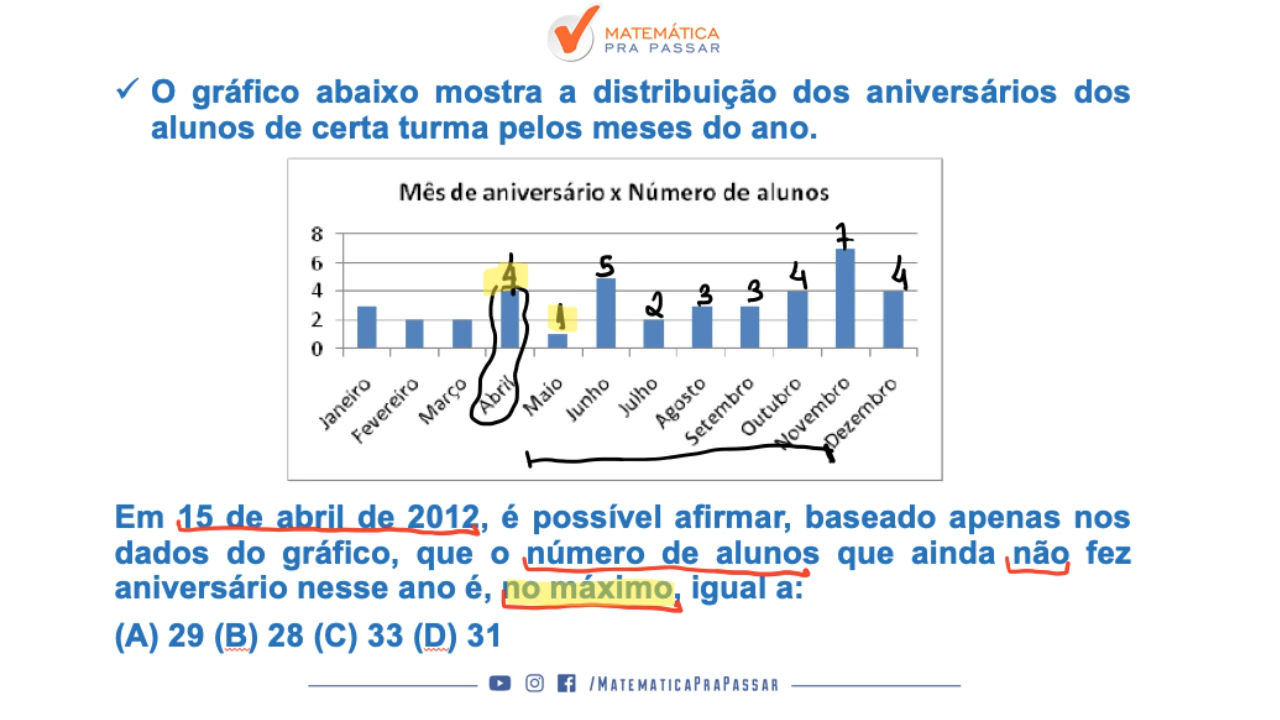 MATEMÁTICA
PRA PASSAR
✓ O gráfico abaixo mostra a distribuição dos aniversários dos
alunos de certa turma pelos meses do ano.
Mês de aniversário x Número de alunos
8
6
4
2
0
4 1 5 2 3 3 4 7 4
Janeiro Fevereiro Março Abril Maio Junho Julho Agosto Setembro Outubro Novembro Dezembro
Em 15 de abril de 2012, é possível afirmar, baseado apenas nos
dados do gráfico, que o número de alunos que ainda não fez
aniversário nesse ano é, no máximo, igual a:
(A) 29 (B) 28 (C) 33 (D) 31
/MatematicaPraPassar